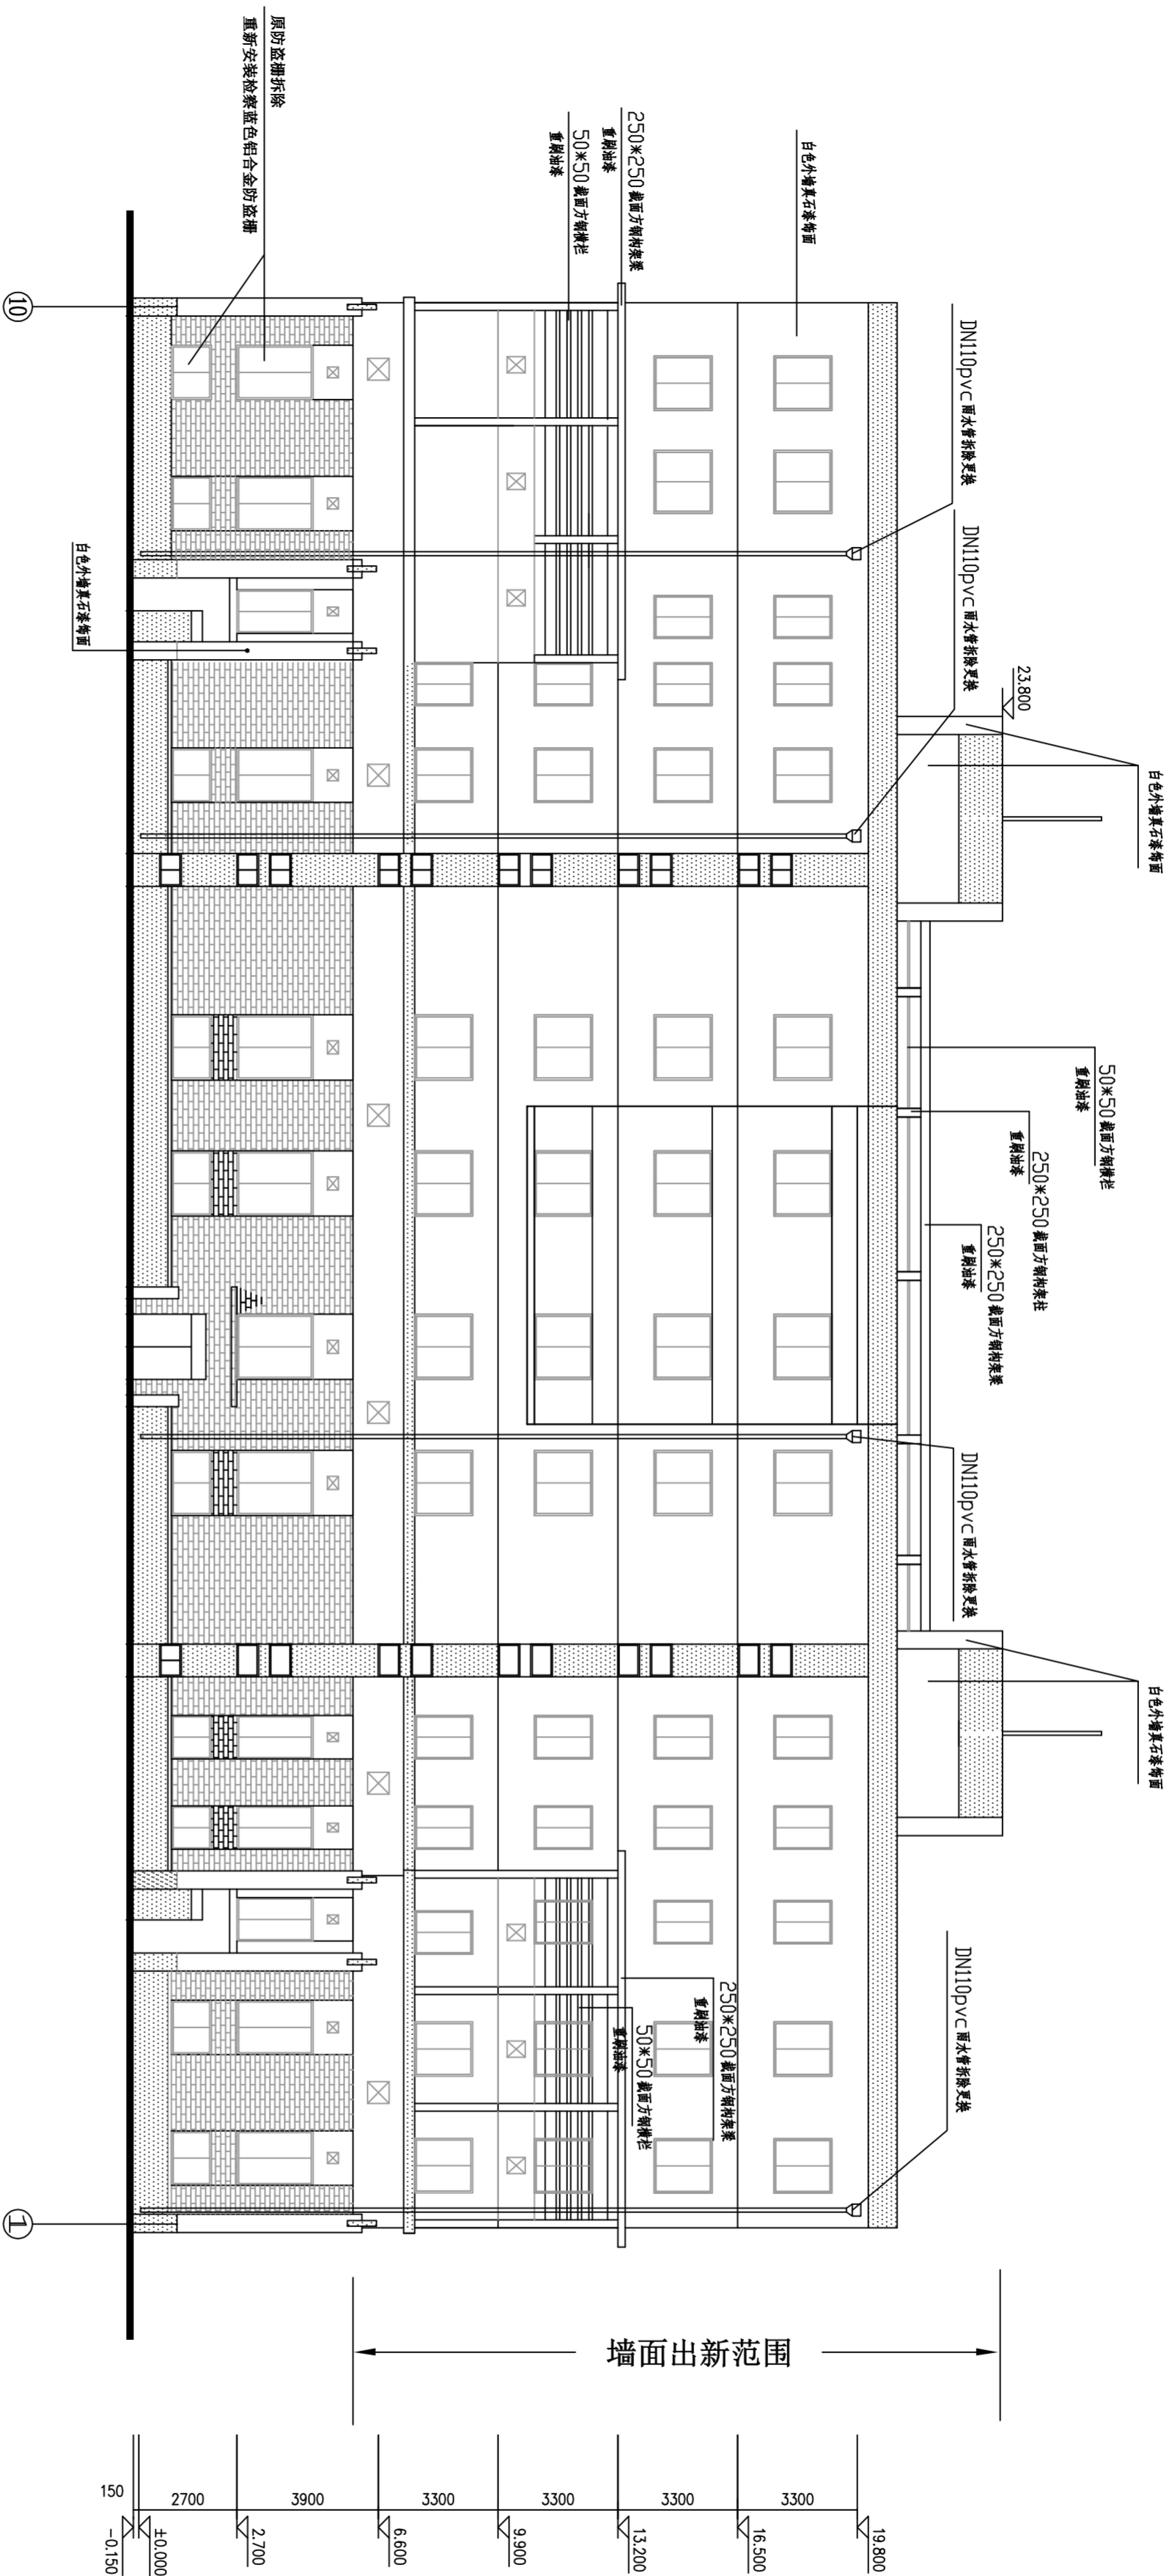 原防盗栅拆除
重新安装检察蓝色铝合金防盗栅
250*250截面方钢构架梁
重刷油漆
50*50截面方钢横栏
重刷油漆
白色外墙真石漆饰面
DN110pvc雨水管拆除更换
DN110pvc雨水管拆除更换
23.800
白色外墙真石漆饰面
白色外墙真石漆饰面
50*50截面方钢横栏
重刷油漆
250*250截面方钢构架柱
重刷油漆
250*250截面方钢构架梁
重刷油漆
DN110pvc雨水管拆除更换
白色外墙真石漆饰面
DN110pvc雨水管拆除更换
250*250截面方钢构架梁
重刷油漆
50*50截面方钢横栏
重刷油漆
10
1
墙面出新范围
150
2700
3900
3300
3300
3300
3300
-0.150
±0.000
2.700
6.600
9.900
13.200
16.500
19.800